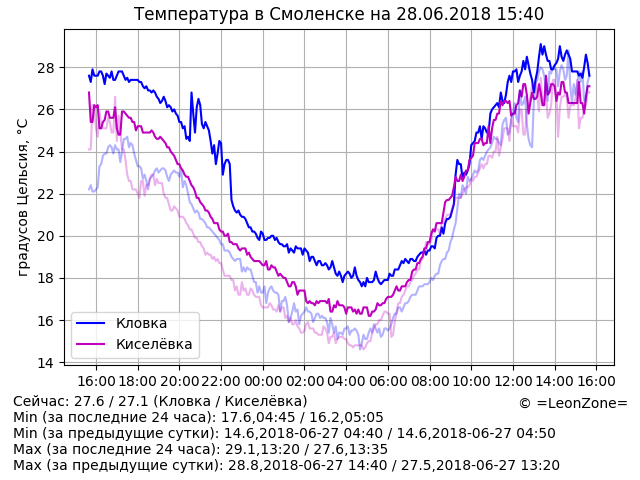 Температура в Смоленске на 28.06.2018 15:40
градусов Цельсия, °C
28
26
24
22
20
18
16
14
Кловка
Киселёвка
16:00 18:00 20:00 22:00 00:00 02:00 04:00 06:00 08:00 10:00 12:00 14:00 16:00
Сейчас: 27.6 / 27.1 (Кловка / Киселёвка)
© =LeonZone=
Min (за последние 24 часа): 17.6,04:45 / 16.2,05:05
Min (за предыдущие сутки): 14.6,2018-06-27 04:40 / 14.6,2018-06-27 04:50
Max (за последние 24 часа): 29.1,13:20 / 27.6,13:35
Max (за предыдущие сутки): 28.8,2018-06-27 14:40 / 27.5,2018-06-27 13:20